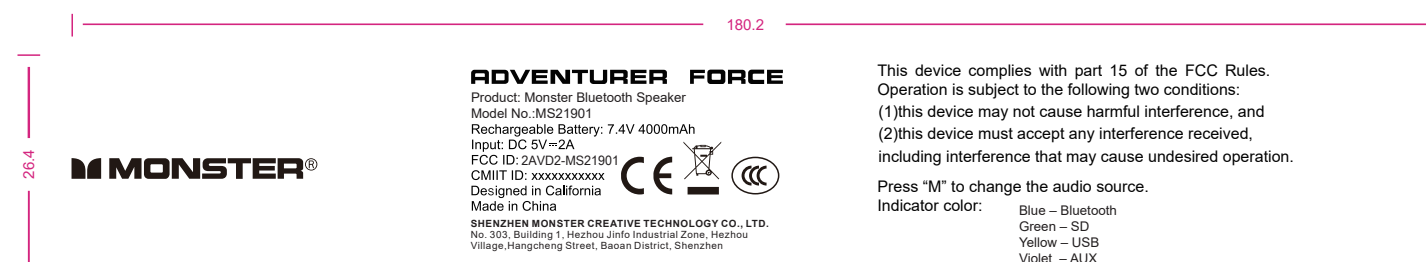 180.2
26.4
MONSTER®
ADVENTURER FORCE
Product: Monster Bluetooth Speaker
Model No.:MS21901
Rechargeable Battery: 7.4V 4000mAh
Input: DC 5V⎓2A
FCC ID: 2AVD2-MS21901
CMIIT ID: xxxxxxxxxxx
Designed in California
Made in China
SHENZHEN MONSTER CREATIVE TECHNOLOGY CO., LTD.
No. 303, Building 1, Hezhou Jinfo Industrial Zone, Hezhou
Village,Hangcheng Street, Baoan District, Shenzhen
CE
CCC
This device complies with part 15 of the FCC Rules.
Operation is subject to the following two conditions:
(1)this device may not cause harmful interference, and
(2)this device must accept any interference received,
including interference that may cause undesired operation.
Press “M” to change the audio source.
Indicator color:
Blue – Bluetooth
Green – SD
Yellow – USB
Violet – AUX